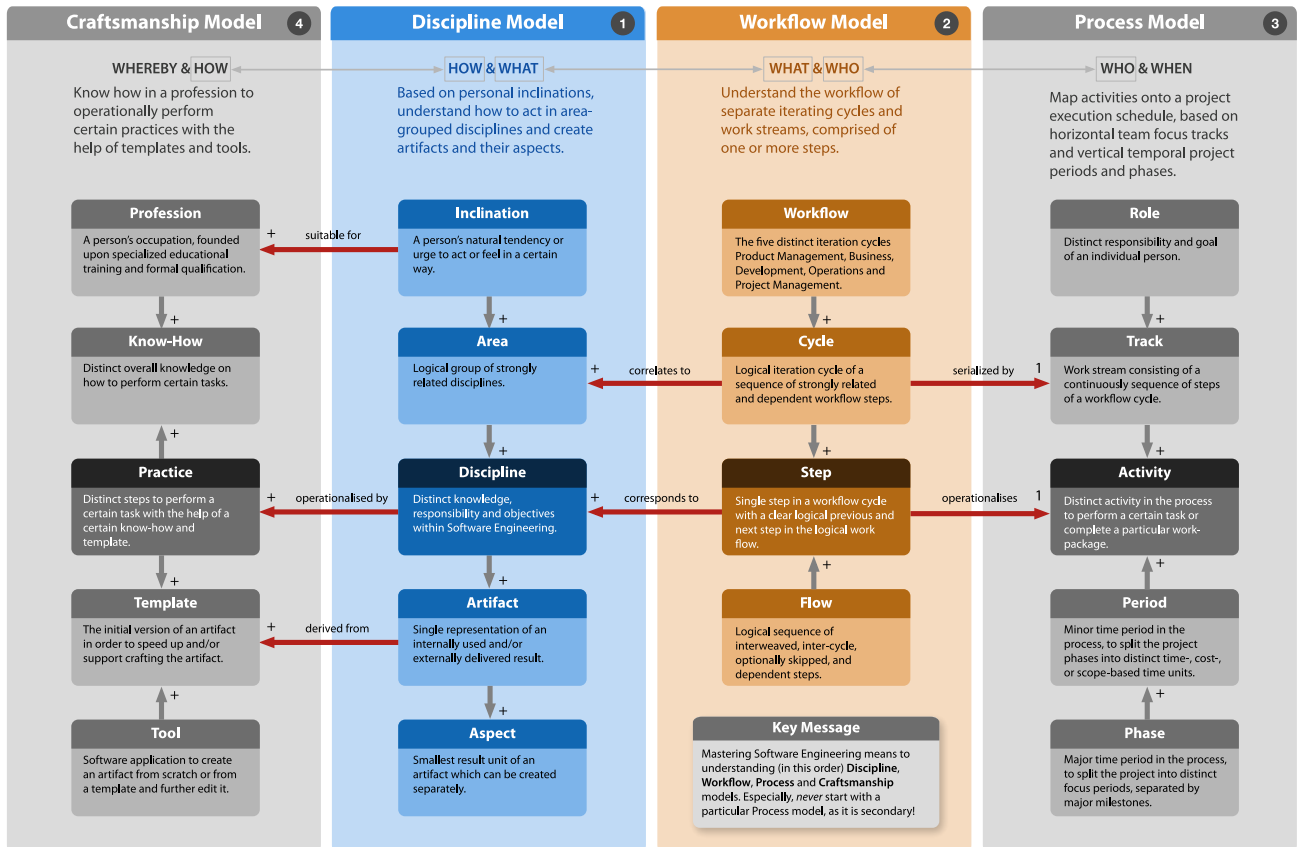 Craftsmanship Model 4
WHEREBY & HOW
Know how in a profession to
operationally perform
certain practices with the
help of templates and tools.
Profession
A person's occupation, founded
upon specialized educational
training and formal qualification.
+
Know-How
Distinct overall knowledge on
how to perform certain tasks.
+
Practice
Distinct steps to perform a
certain task with the help of a
certain know-how and
template.
+
Template
The initial version of an artifact
in order to speed up and/or
support crafting the artifact.
+
Tool
Software application to create
an artifact from scratch or from
a template and further edit it.
+ suitable for
+ operationalised by
+ derived from
Discipline Model 1
HOW & WHAT
Based on personal inclinations,
understand how to act in area-
grouped disciplines and create
artifacts and their aspects.
Inclination
A person's natural tendency or
urge to act or feel in a certain
way.
+
Area
Logical group of strongly
related disciplines.
+
Discipline
Distinct knowledge,
responsibility and objectives
within Software Engineering.
+
Artifact
Single representation of an
internally used and/or
externally delivered result.
+
Aspect
Smallest result unit of an
artifact which can be created
separately.
+ correlates to
+ corresponds to
Workflow Model 2
WHAT & WHO
Understand the workflow of
separate iterating cycles and
work streams, comprised of
one or more steps.
Workflow
The five distinct iteration cycles
Product Management, Business,
Development, Operations and
Project Management.
+
Cycle
Logical iteration cycle of a
sequence of strongly related
and dependent workflow steps.
+
Step
Single step in a workflow cycle
with a clear logical previous and
next step in the logical work
flow.
+
Flow
Logical sequence of
interweaved, inter-cycle,
optionally skipped, and
dependent steps.
Key Message
Mastering Software Engineering means to
understanding (in this order) Discipline,
Workflow, Process and Craftsmanship
models. Especially, never start with a
particular Process model, as it is secondary!
serialized by 1
operationalises 1
Process Model 3
WHO & WHEN
Map activities onto a project
execution schedule, based on
horizontal team focus tracks
and vertical temporal project
periods and phases.
Role
Distinct responsibility and goal
of an individual person.
+
Track
Work stream consisting of a
continuously sequence of steps
of a workflow cycle.
+
Activity
Distinct activity in the process
to perform a certain task or
complete a particular work-
package.
+
Period
Minor time period in the
process, to split the project
phases into distinct time-, cost-,
or scope-based time units.
+
Phase
Major time period in the process,
to split the project into distinct
focus periods, separated by
major milestones.